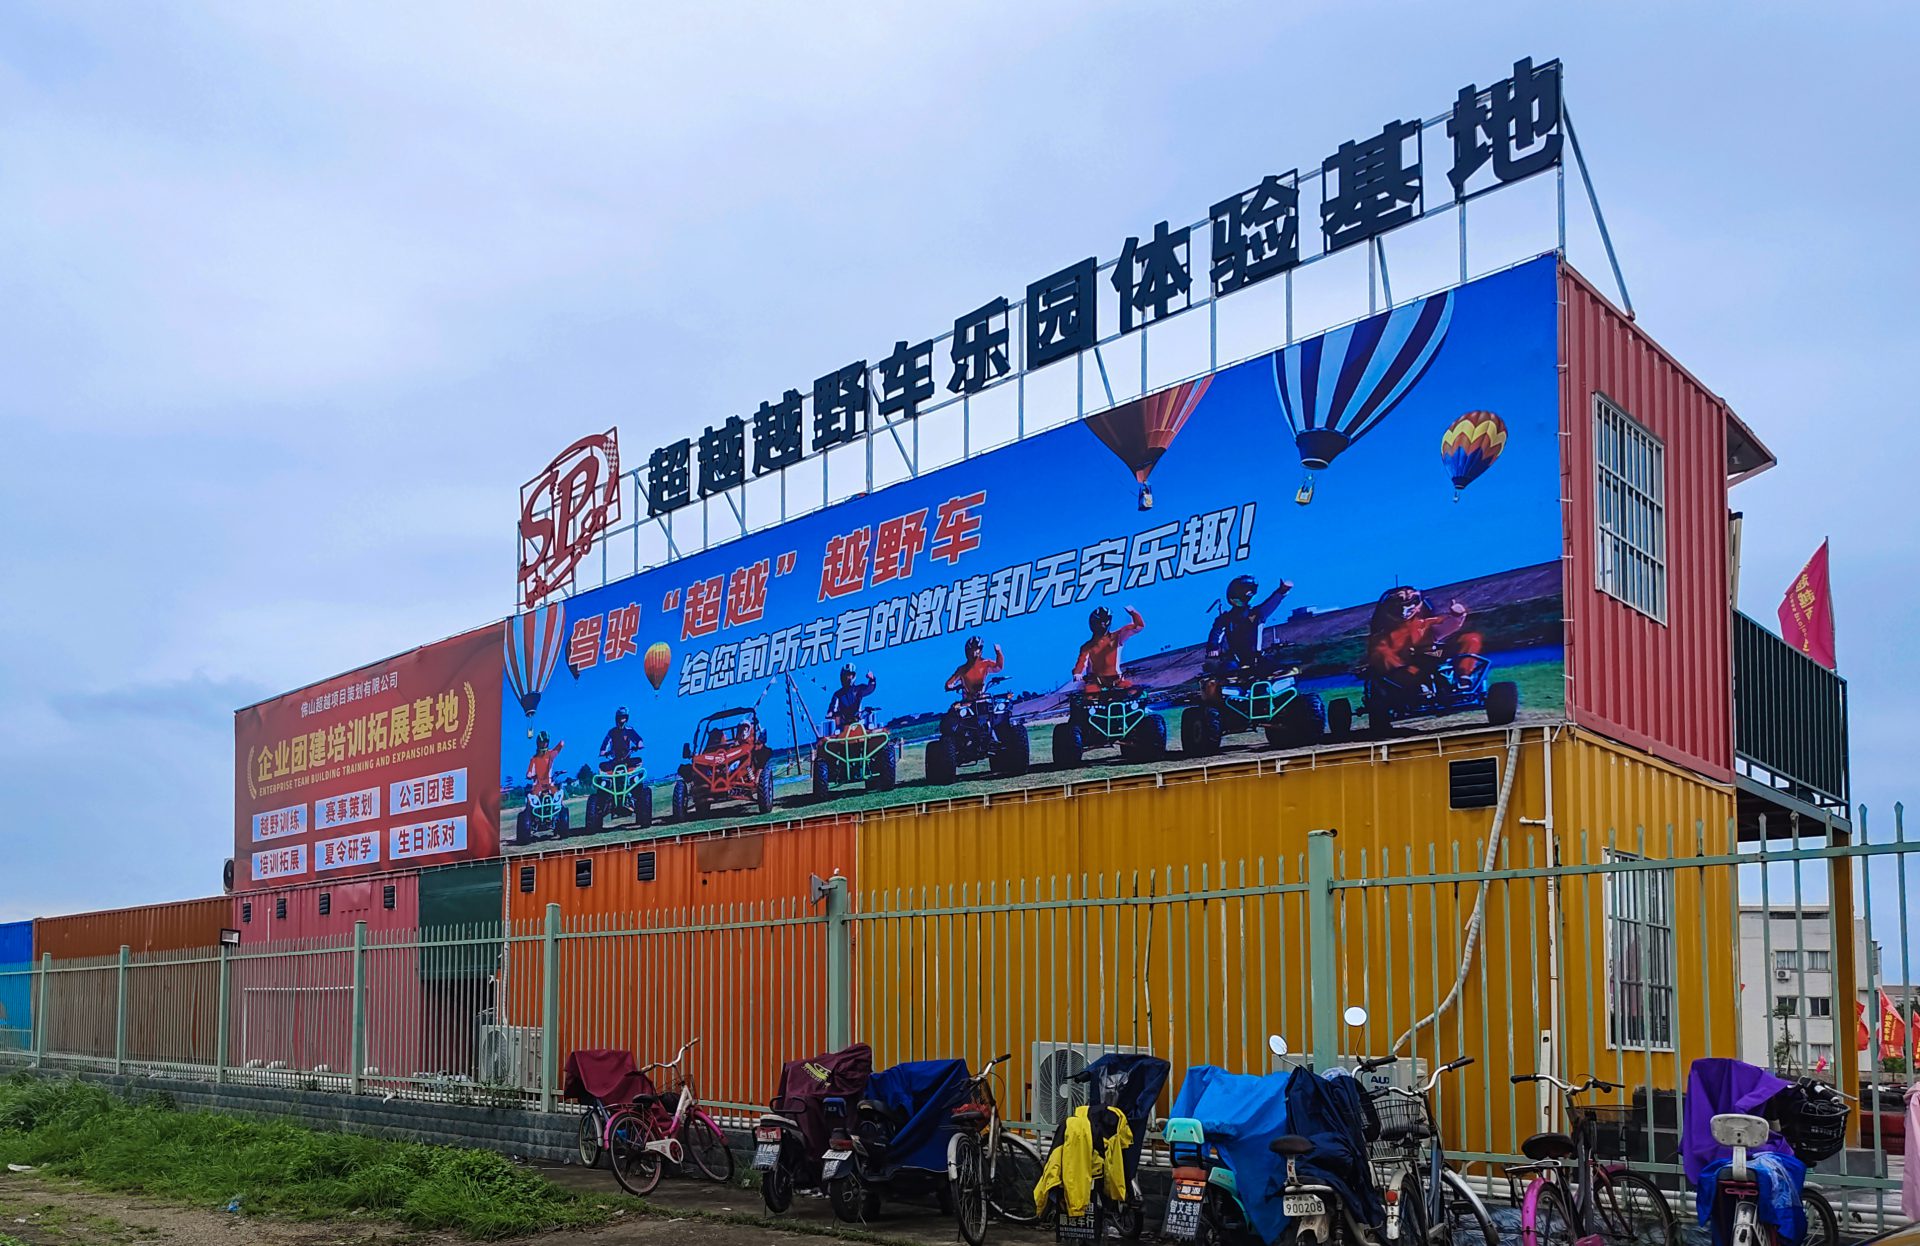 超越越野车乐园体验基地
SP
驾驶“超越”越野车
给您前所未有的激情和无穷乐趣!
佛山超越项目策划有限公司
企业团建培训拓展基地
ENTERPRISE TEAM BUILDING TRAINING AND EXPANSION BASE
越野训练 赛事策划 公司团建
培训拓展 夏令研学 生日派对
超越
900208